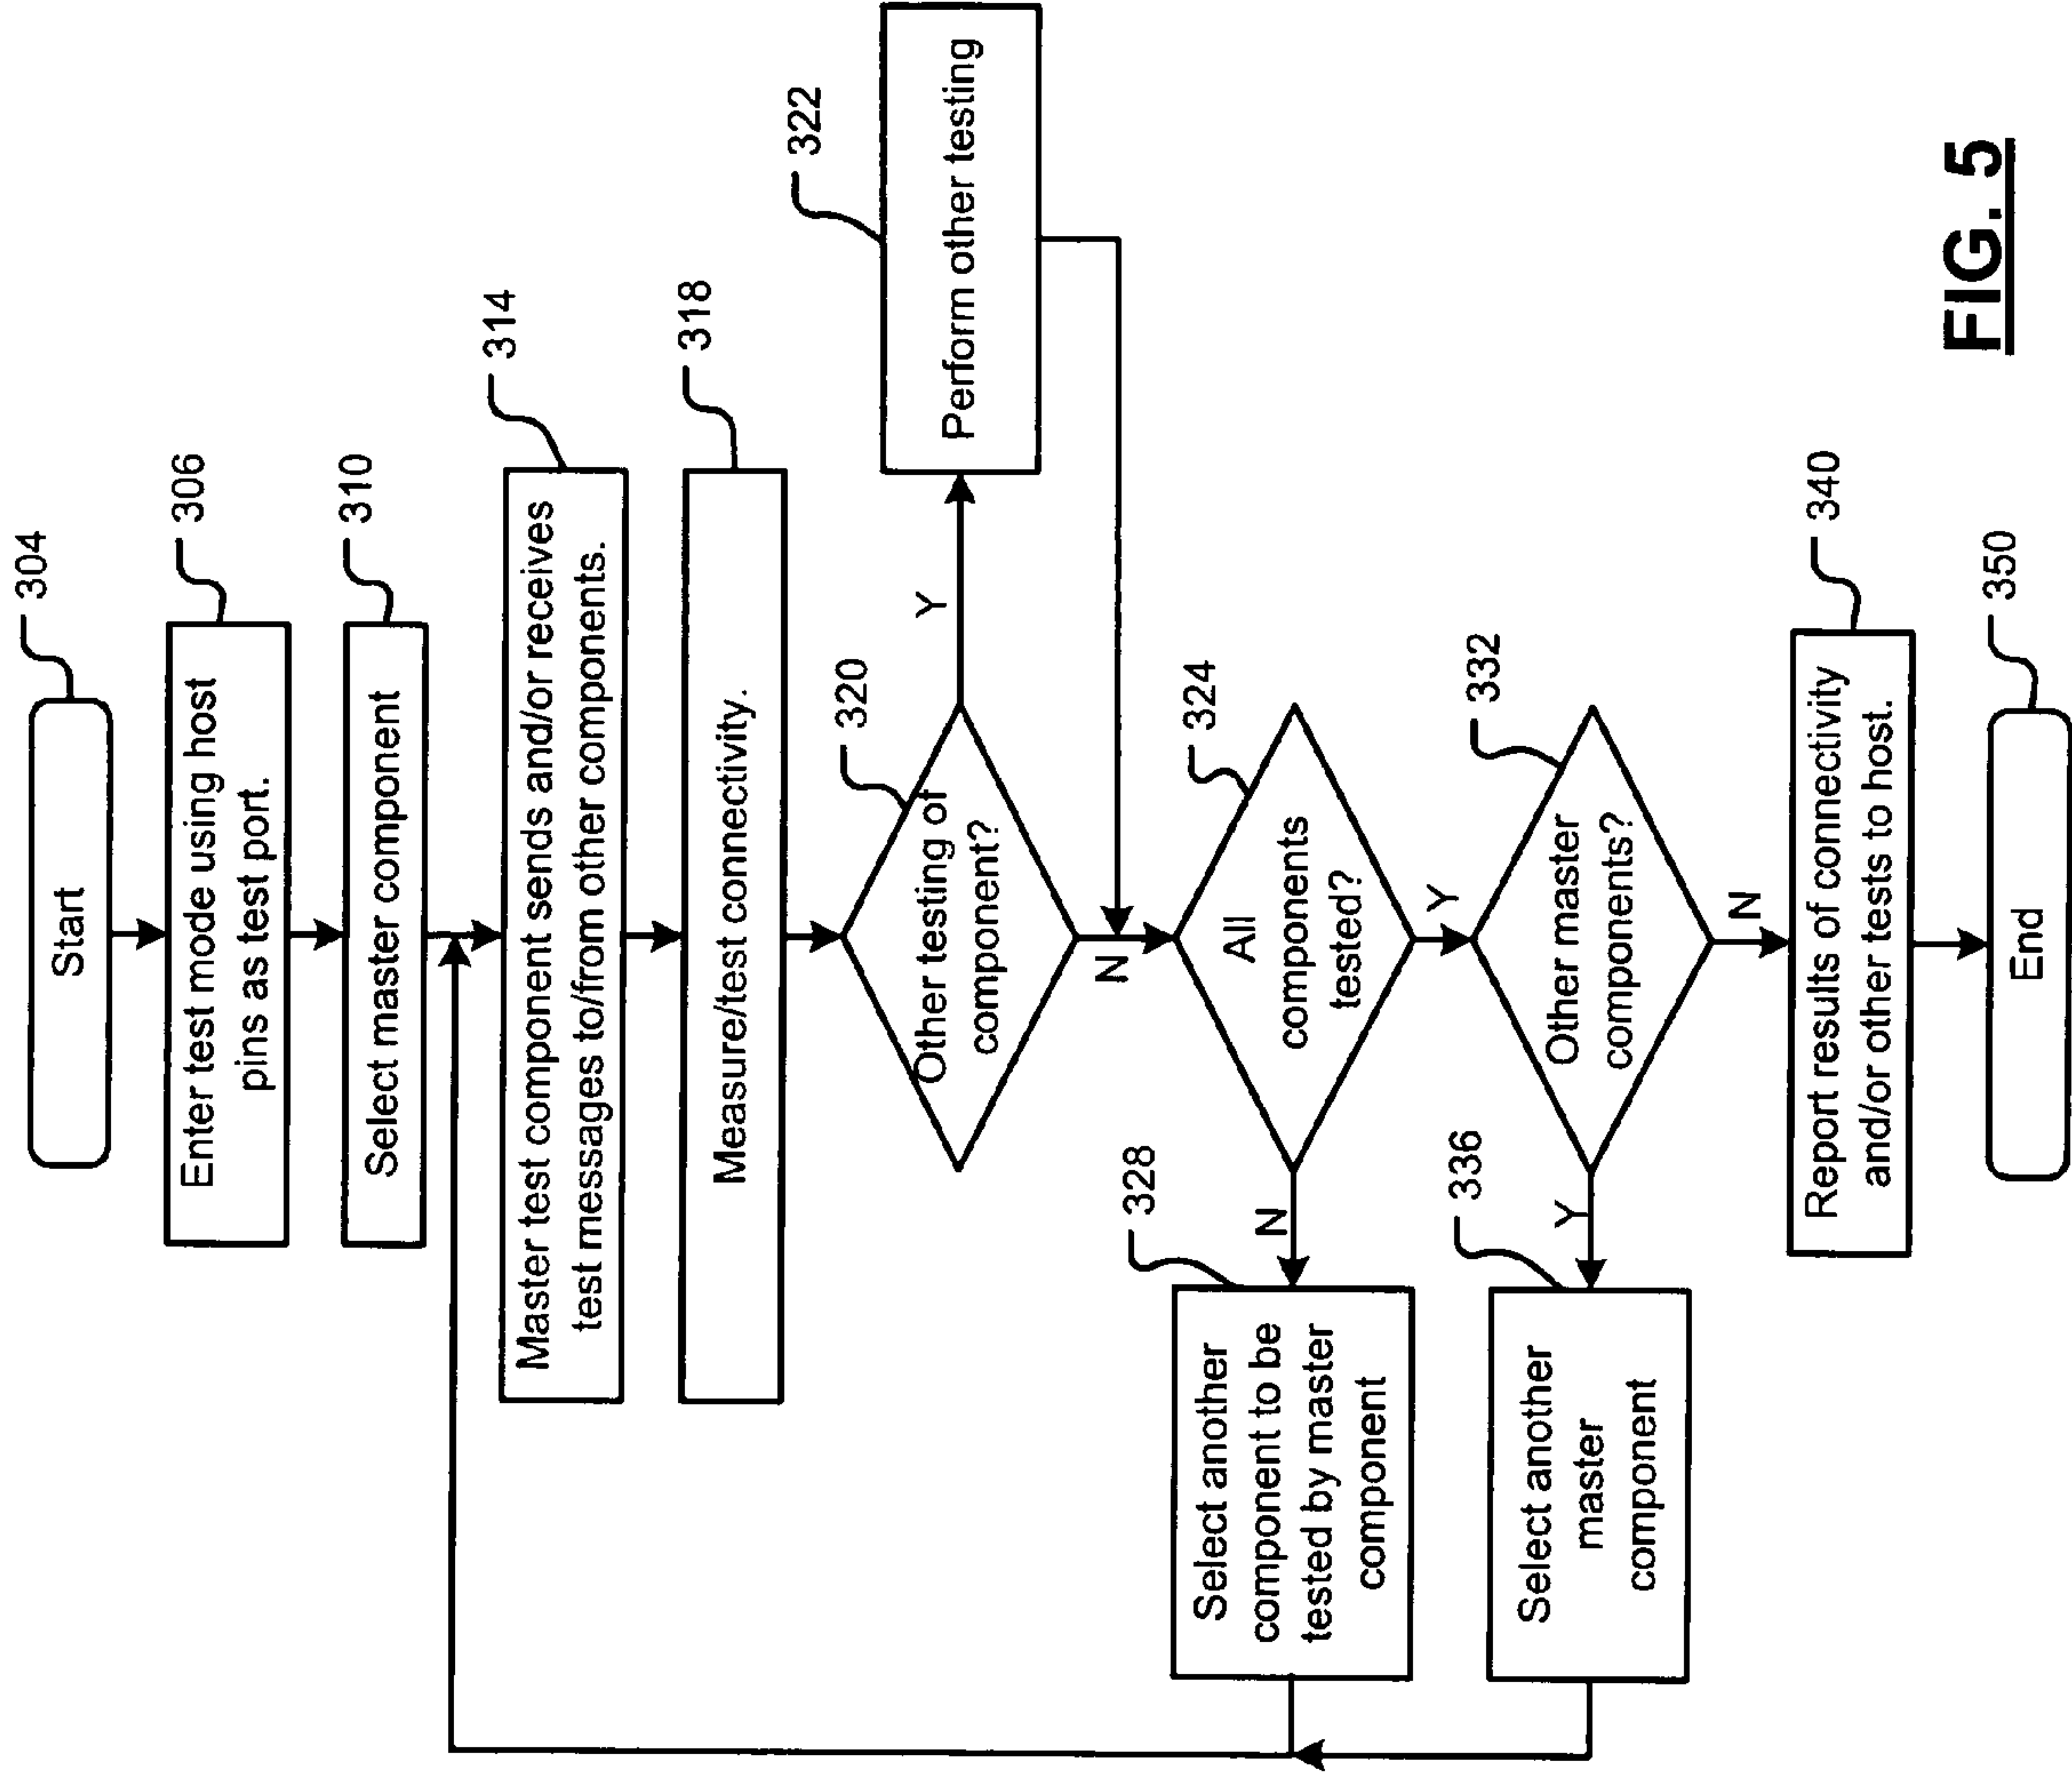 304
Start
306
Enter test mode using host
pins as test port.
310
Select master component
314
Master test component sends and/or receives
test messages to/from other components.
318
Measure/test connectivity.
320
Other testing of
component?
Y
322
Perform other testing
N
324
All
components
tested?
N
328
Select another
component to be
tested by master
component
Y
332
Other master
components?
Y
336
Select another
master
component
N
340
Report results of connectivity
and/or other tests to host.
350
End
FIG. 5